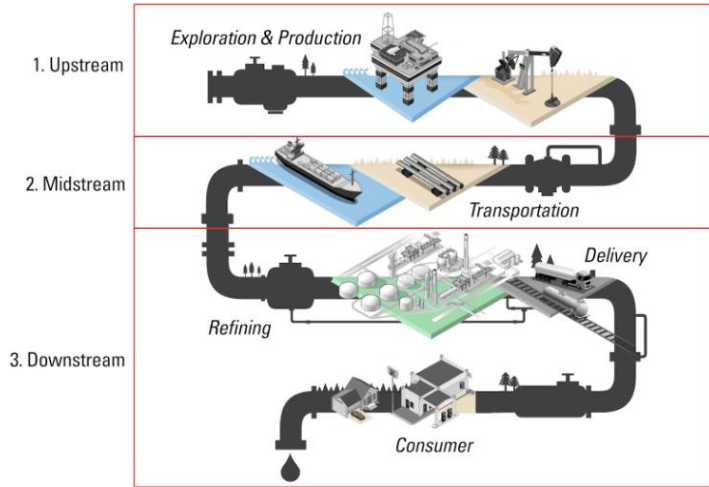 Exploration & Production
1. Upstream
2. Midstream
Transportation
Delivery
Refining
3. Downstream
Consumer